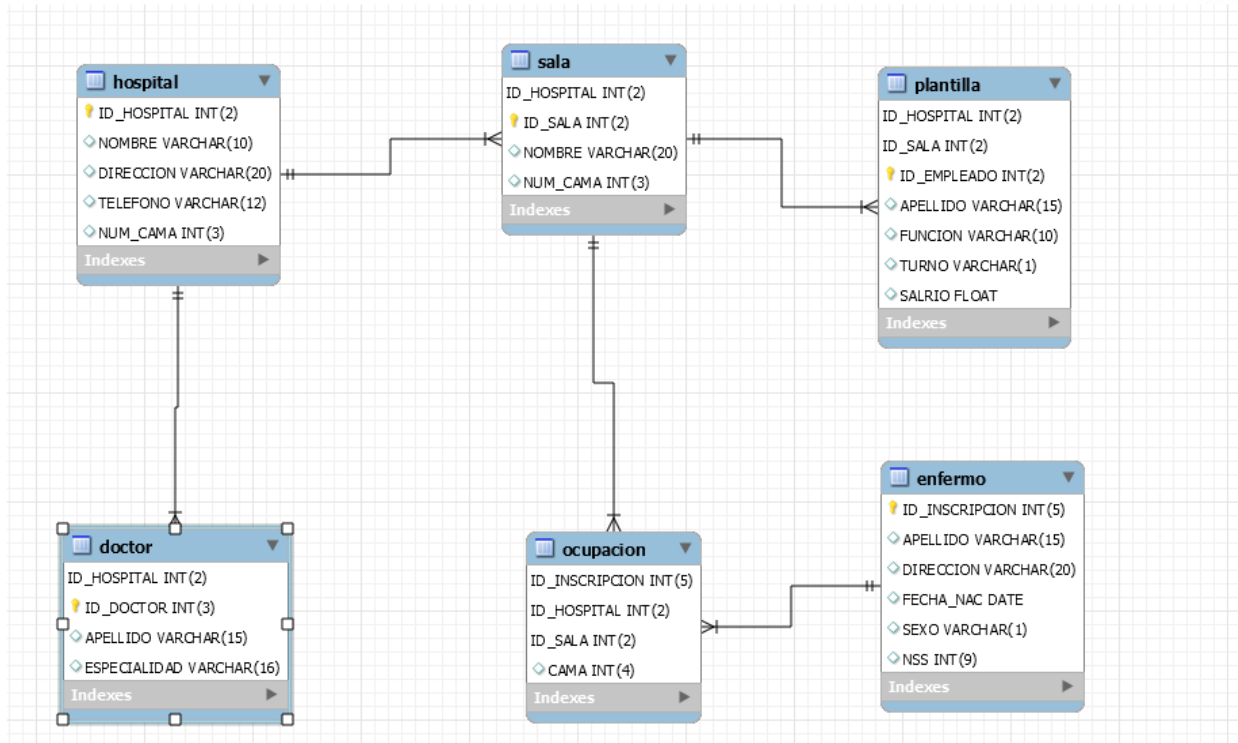 hospital
ID_HOSPITAL INT(2)
NOMBRE VARCHAR(10)
DIRECCION VARCHAR(20)
TELEFONO VARCHAR(12)
NUM_CAMA INT(3)
Indexes
sala
ID_HOSPITAL INT(2)
ID_SALA INT(2)
NOMBRE VARCHAR(20)
NUM_CAMA INT(3)
Indexes
plantilla
ID_HOSPITAL INT(2)
ID_SALA INT(2)
ID_EMPLEADO INT(2)
APELLIDO VARCHAR(15)
FUNCION VARCHAR(10)
TURNO VARCHAR(1)
SALRIO FLOAT
Indexes
doctor
ID_HOSPITAL INT(2)
ID_DOCTOR INT(3)
APELLIDO VARCHAR(15)
ESPECIALIDAD VARCHAR(16)
Indexes
ocupacion
ID_INSCRIPCION INT(5)
ID_HOSPITAL INT(2)
ID_SALA INT(2)
CAMA INT(4)
Indexes
enfermo
ID_INSCRIPCION INT(5)
APELLIDO VARCHAR(15)
DIRECCION VARCHAR(20)
FECHA_NAC DATE
SEXO VARCHAR(1)
NSS INT(9)
Indexes